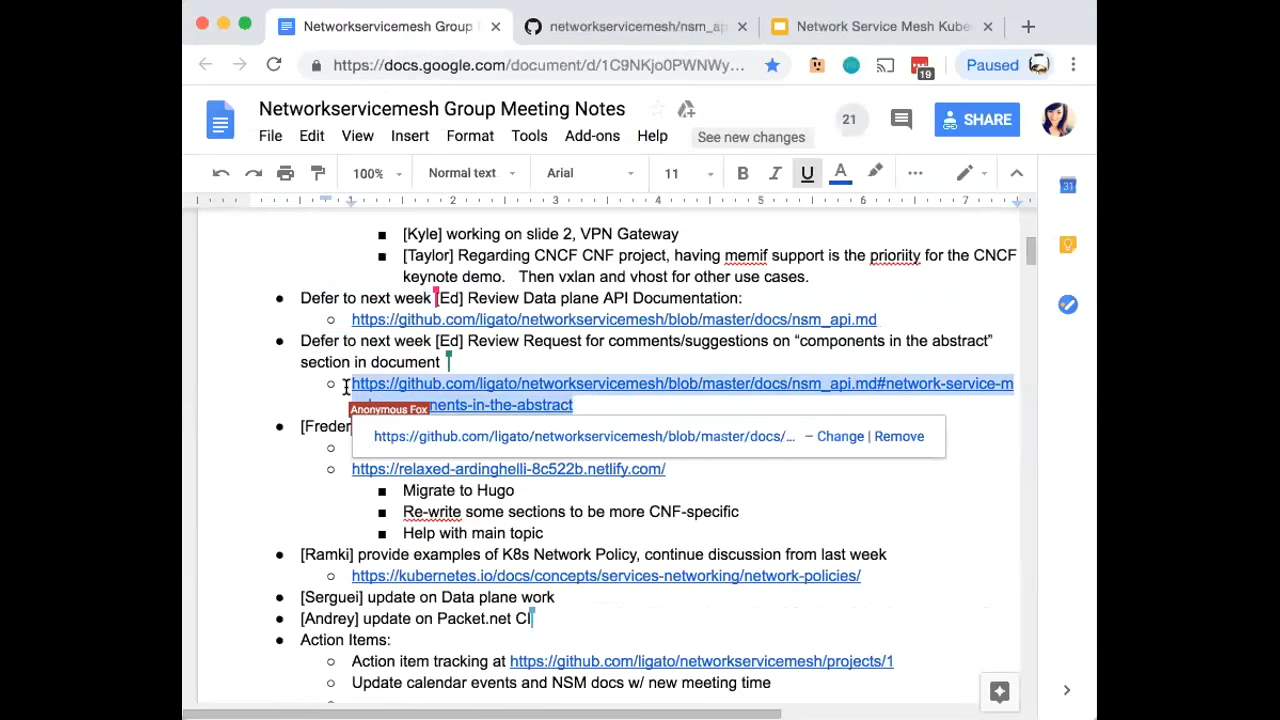 Networkservicemesh Group
networkservicemesh/nsm_ap
Network Service Mesh Kube
https://docs.google.com/document/d/1C9NKjo0PWNWy...
19
Paused
Networkservicemesh Group Meeting Notes
21
SHARE
File Edit View Insert Format Tools Add-ons Help
See new changes
100% Normal text Arial 11 B I U A
1 2 3 4 5 6 7
31
■ [Kyle] working on slide 2, VPN Gateway
■ [Taylor] Regarding CNCF CNF project, having memif support is the prioriity for the CNCF
keynote demo. Then vxlan and vhost for other use cases.
● Defer to next week [Ed] Review Data plane API Documentation:
○ https://github.com/ligato/networkservicemesh/blob/master/docs/nsm_api.md
● Defer to next week [Ed] Review Request for comments/suggestions on “components in the abstract”
section in document
○ https://github.com/ligato/networkservicemesh/blob/master/docs/nsm_api.md#network-service-m
ents-in-the-abstract
Anonymous Fox
● [Freder
https://github.com/ligato/networkservicemesh/blob/master/docs/... – Change | Remove
○
○ https://relaxed-ardinghelli-8c522b.netlify.com/
■ Migrate to Hugo
■ Re-write some sections to be more CNF-specific
■ Help with main topic
● [Ramki] provide examples of K8s Network Policy, continue discussion from last week
○ https://kubernetes.io/docs/concepts/services-networking/network-policies/
● [Serguei] update on Data plane work
● [Andrey] update on Packet.net CI
● Action Items:
○ Action item tracking at https://github.com/ligato/networkservicemesh/projects/1
○ Update calendar events and NSM docs w/ new meeting time